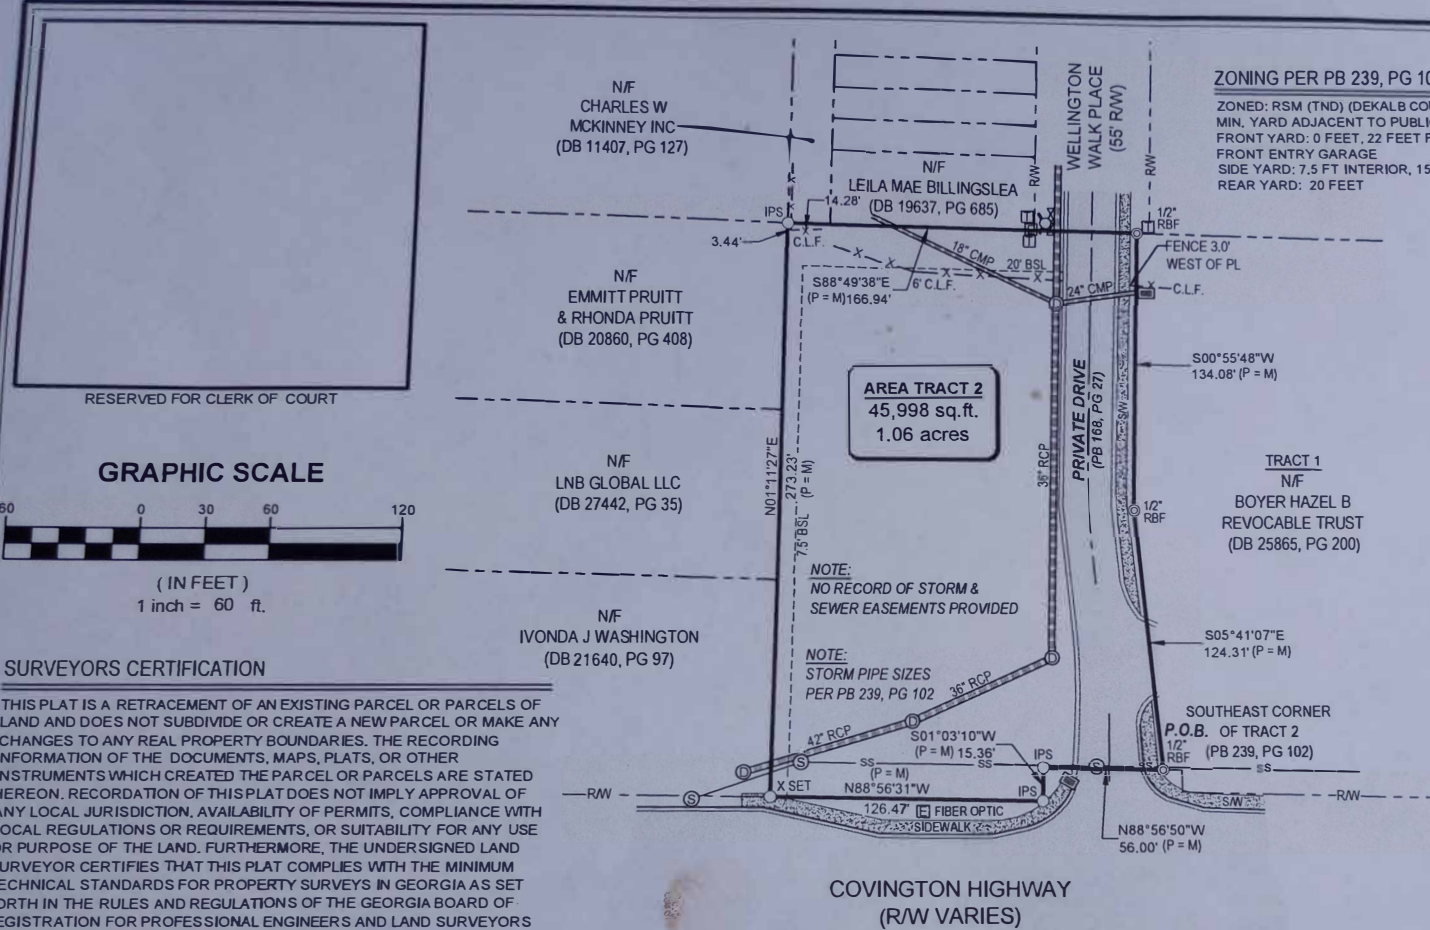 RESERVED FOR CLERK OF COURT
GRAPHIC SCALE
60 0 30 60 120
( IN FEET )
1 inch = 60 ft.
SURVEYORS CERTIFICATION
THIS PLAT IS A RETRACEMENT OF AN EXISTING PARCEL OR PARCELS OF
LAND AND DOES NOT SUBDIVIDE OR CREATE A NEW PARCEL OR MAKE ANY
CHANGES TO ANY REAL PROPERTY BOUNDARIES. THE RECORDING
INFORMATION OF THE DOCUMENTS, MAPS, PLATS, OR OTHER
INSTRUMENTS WHICH CREATED THE PARCEL OR PARCELS ARE STATED
HEREON. RECORDATION OF THIS PLAT DOES NOT IMPLY APPROVAL OF
ANY LOCAL JURISDICTION, AVAILABILITY OF PERMITS, COMPLIANCE WITH
LOCAL REGULATIONS OR REQUIREMENTS, OR SUITABILITY FOR ANY USE
OR PURPOSE OF THE LAND. FURTHERMORE, THE UNDERSIGNED LAND
SURVEYOR CERTIFIES THAT THIS PLAT COMPLIES WITH THE MINIMUM
TECHNICAL STANDARDS FOR PROPERTY SURVEYS IN GEORGIA AS SET
FORTH IN THE RULES AND REGULATIONS OF THE GEORGIA BOARD OF
REGISTRATION FOR PROFESSIONAL ENGINEERS AND LAND SURVEYORS
N/F
CHARLES W
MCKINNEY INC
(DB 11407, PG 127)
N/F
LEILA MAE BILLINGSLEA
(DB 19637, PG 685)
WELLINGTON
WALK PLACE
(55' R/W)
R/W
R/W
ZONING PER PB 239, PG 10
ZONED: RSM (TND) (DEKALB COU
MIN. YARD ADJACENT TO PUBLI
FRONT YARD: 0 FEET, 22 FEET F
FRONT ENTRY GARAGE
SIDE YARD: 7.5 FT INTERIOR, 15
REAR YARD: 20 FEET
IPS
14.28'
3.44'
C.L.F.
18" CMP
20' BSL
S88°49'38"E
(P = M)166.94'
6' C.L.F.
24" CMP
1/2"
RBF
FENCE 3.0'
WEST OF PL
C.L.F.
N/F
EMMITT PRUITT
& RHONDA PRUITT
(DB 20860, PG 408)
N/F
LNB GLOBAL LLC
(DB 27442, PG 35)
N/F
IVONDA J WASHINGTON
(DB 21640, PG 97)
AREA TRACT 2
45,998 sq.ft.
1.06 acres
N01°11'27"E
273.23'
(P = M)
7.5' BSL
36" RCP
PRIVATE DRIVE
(PB 168, PG 27)
S/W
S00°55'48"W
134.08' (P = M)
TRACT 1
N/F
BOYER HAZEL B
REVOCABLE TRUST
(DB 25865, PG 200)
1/2"
RBF
NOTE:
NO RECORD OF STORM &
SEWER EASEMENTS PROVIDED
NOTE:
STORM PIPE SIZES
PER PB 239, PG 102
S05°41'07"E
124.31' (P = M)
36" RCP
42" RCP
SOUTHEAST CORNER
P.O.B. OF TRACT 2
(PB 239, PG 102)
1/2"
RBF
S01°03'10"W
(P = M) 15.36'
IPS
SS
SS
SS
SS
(P = M)
X SET
N88°56'31"W
IPS
126.47'
E FIBER OPTIC
SIDEWALK
R/W
S/W
R/W
N88°56'50"W
56.00' (P = M)
COVINGTON HIGHWAY
(R/W VARIES)